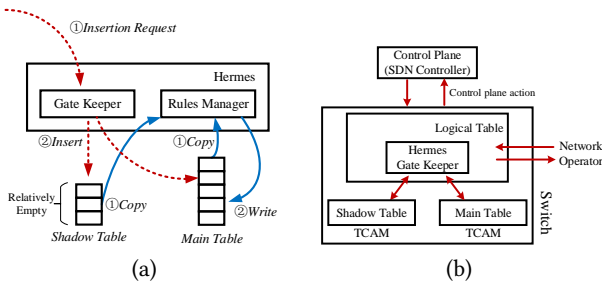 ①Insertion Request
Hermes
Gate Keeper
Rules Manager
②Insert
①Copy
Relatively
Empty
①Copy
②Write
Shadow Table
Main Table
(a)
Control Plane
(SDN Controller)
Control plane action
Logical Table
Hermes
Gate Keeper
Network
Operator
Shadow Table
Main Table
TCAM
TCAM
Switch
(b)